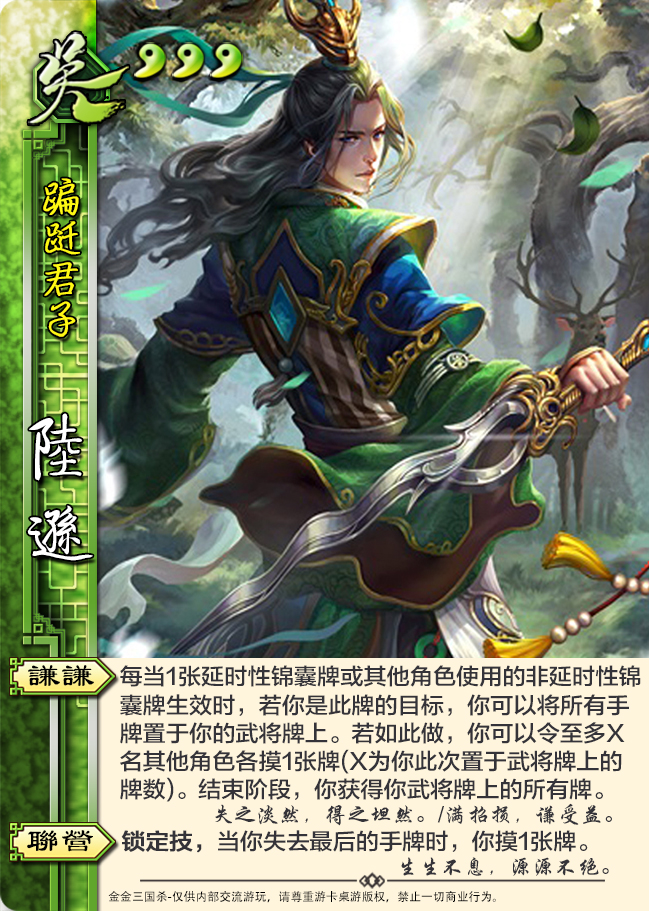 吴
蹁跹君子
陸遜
謙謙
每当1张延时性锦囊牌或其他角色使用的非延时性锦
囊牌生效时，若你是此牌的目标，你可以将所有手
牌置于你的武将牌上。若如此做，你可以令至多X
名其他角色各摸1张牌(X为你此次置于武将牌上的
牌数)。结束阶段，你获得你武将牌上的所有牌。
失之淡然，得之坦然。/满招损，谦受益。
聯營
锁定技，当你失去最后的手牌时，你摸1张牌。
生生不息，源源不绝。
金金三国杀-仅供内部交流游玩，请尊重游卡桌游版权，禁止一切商业行为。